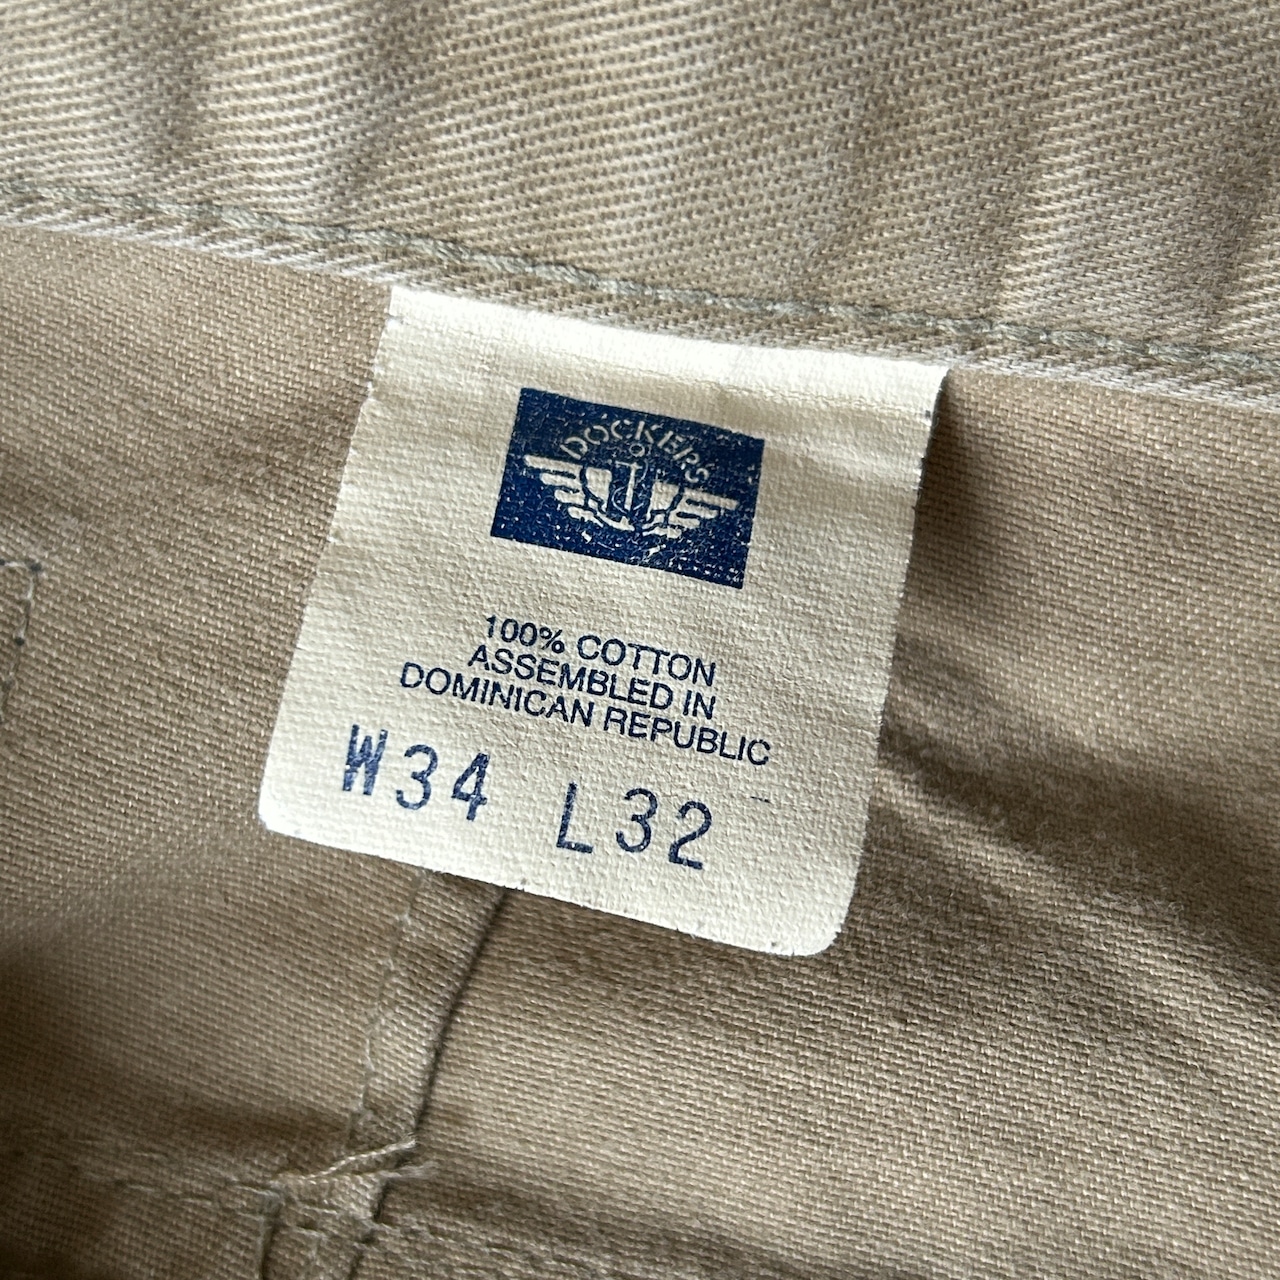 DOCKERS
100% COTTON
ASSEMBLED IN
DOMINICAN REPUBLIC
W34 L32